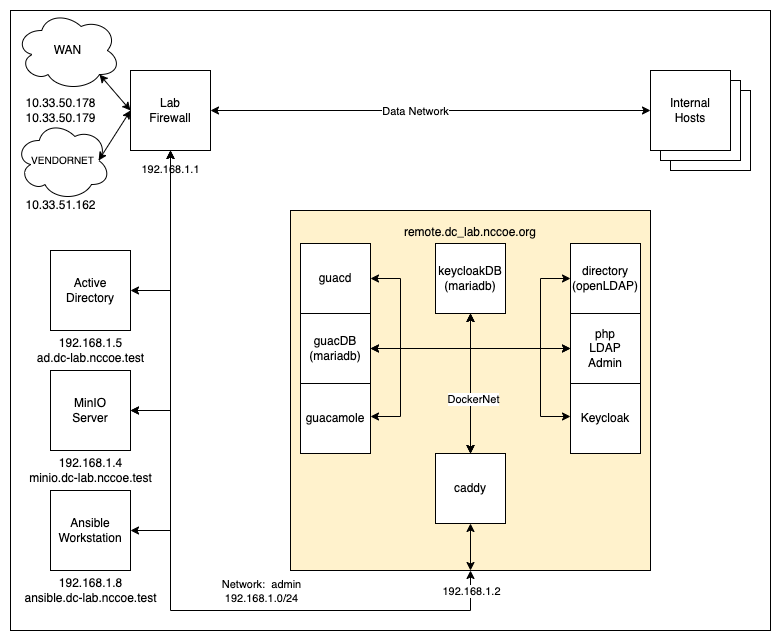 WAN
10.33.50.178
10.33.50.179
VENDORNET
10.33.51.162
Lab
Firewall
192.168.1.1
Data Network
Internal
Hosts
Active
Directory
192.168.1.5
ad.dc-lab.nccoe.test
MinIO
Server
192.168.1.4
minio.dc-lab.nccoe.test
Ansible
Workstation
192.168.1.8
ansible.dc-lab.nccoe.test
Network: admin
192.168.1.0/24
remote.dc_lab.nccoe.org
guacd
guacDB
(mariadb)
guacamole
keycloakDB
(mariadb)
directory
(openLDAP)
php
LDAP
Admin
Keycloak
DockerNet
caddy
192.168.1.2